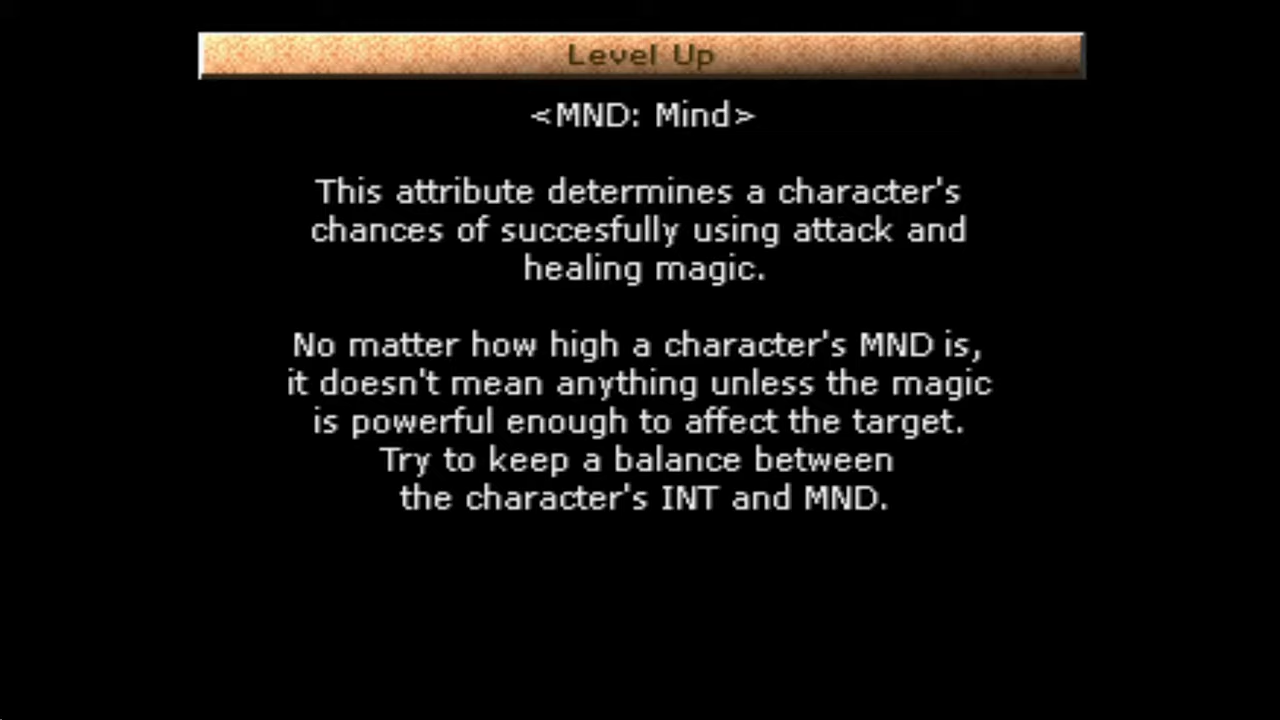 Level Up
<MND: Mind>
This attribute determines a character's
chances of succesfully using attack and
healing magic.
No matter how high a character's MND is,
it doesn't mean anything unless the magic
is powerful enough to affect the target.
Try to keep a balance between
the character's INT and MND.